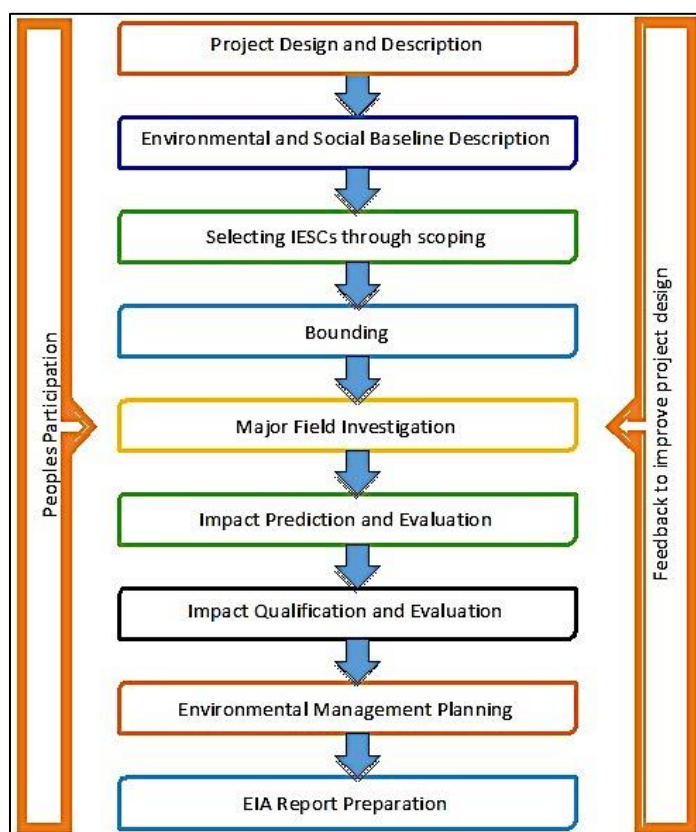 Project Design and Description
Environmental and Social Baseline Description
Selecting IESCs through scoping
Bounding
Major Field Investigation
Impact Prediction and Evaluation
Impact Qualification and Evaluation
Environmental Management Planning
EIA Report Preparation
Peoples Participation
Feedback to improve project design